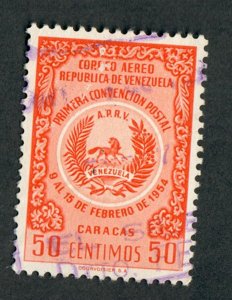 CORREO AEREO
REPUBLICA DE VENEZUELA
PRIMERA CONVENCION POSTAL
A.P.R.V.
VENEZUELA
9 AL 15 DE FEBRERO DE 1954
CARACAS
50 CENTIMOS 50
COURVOISIER S.A.